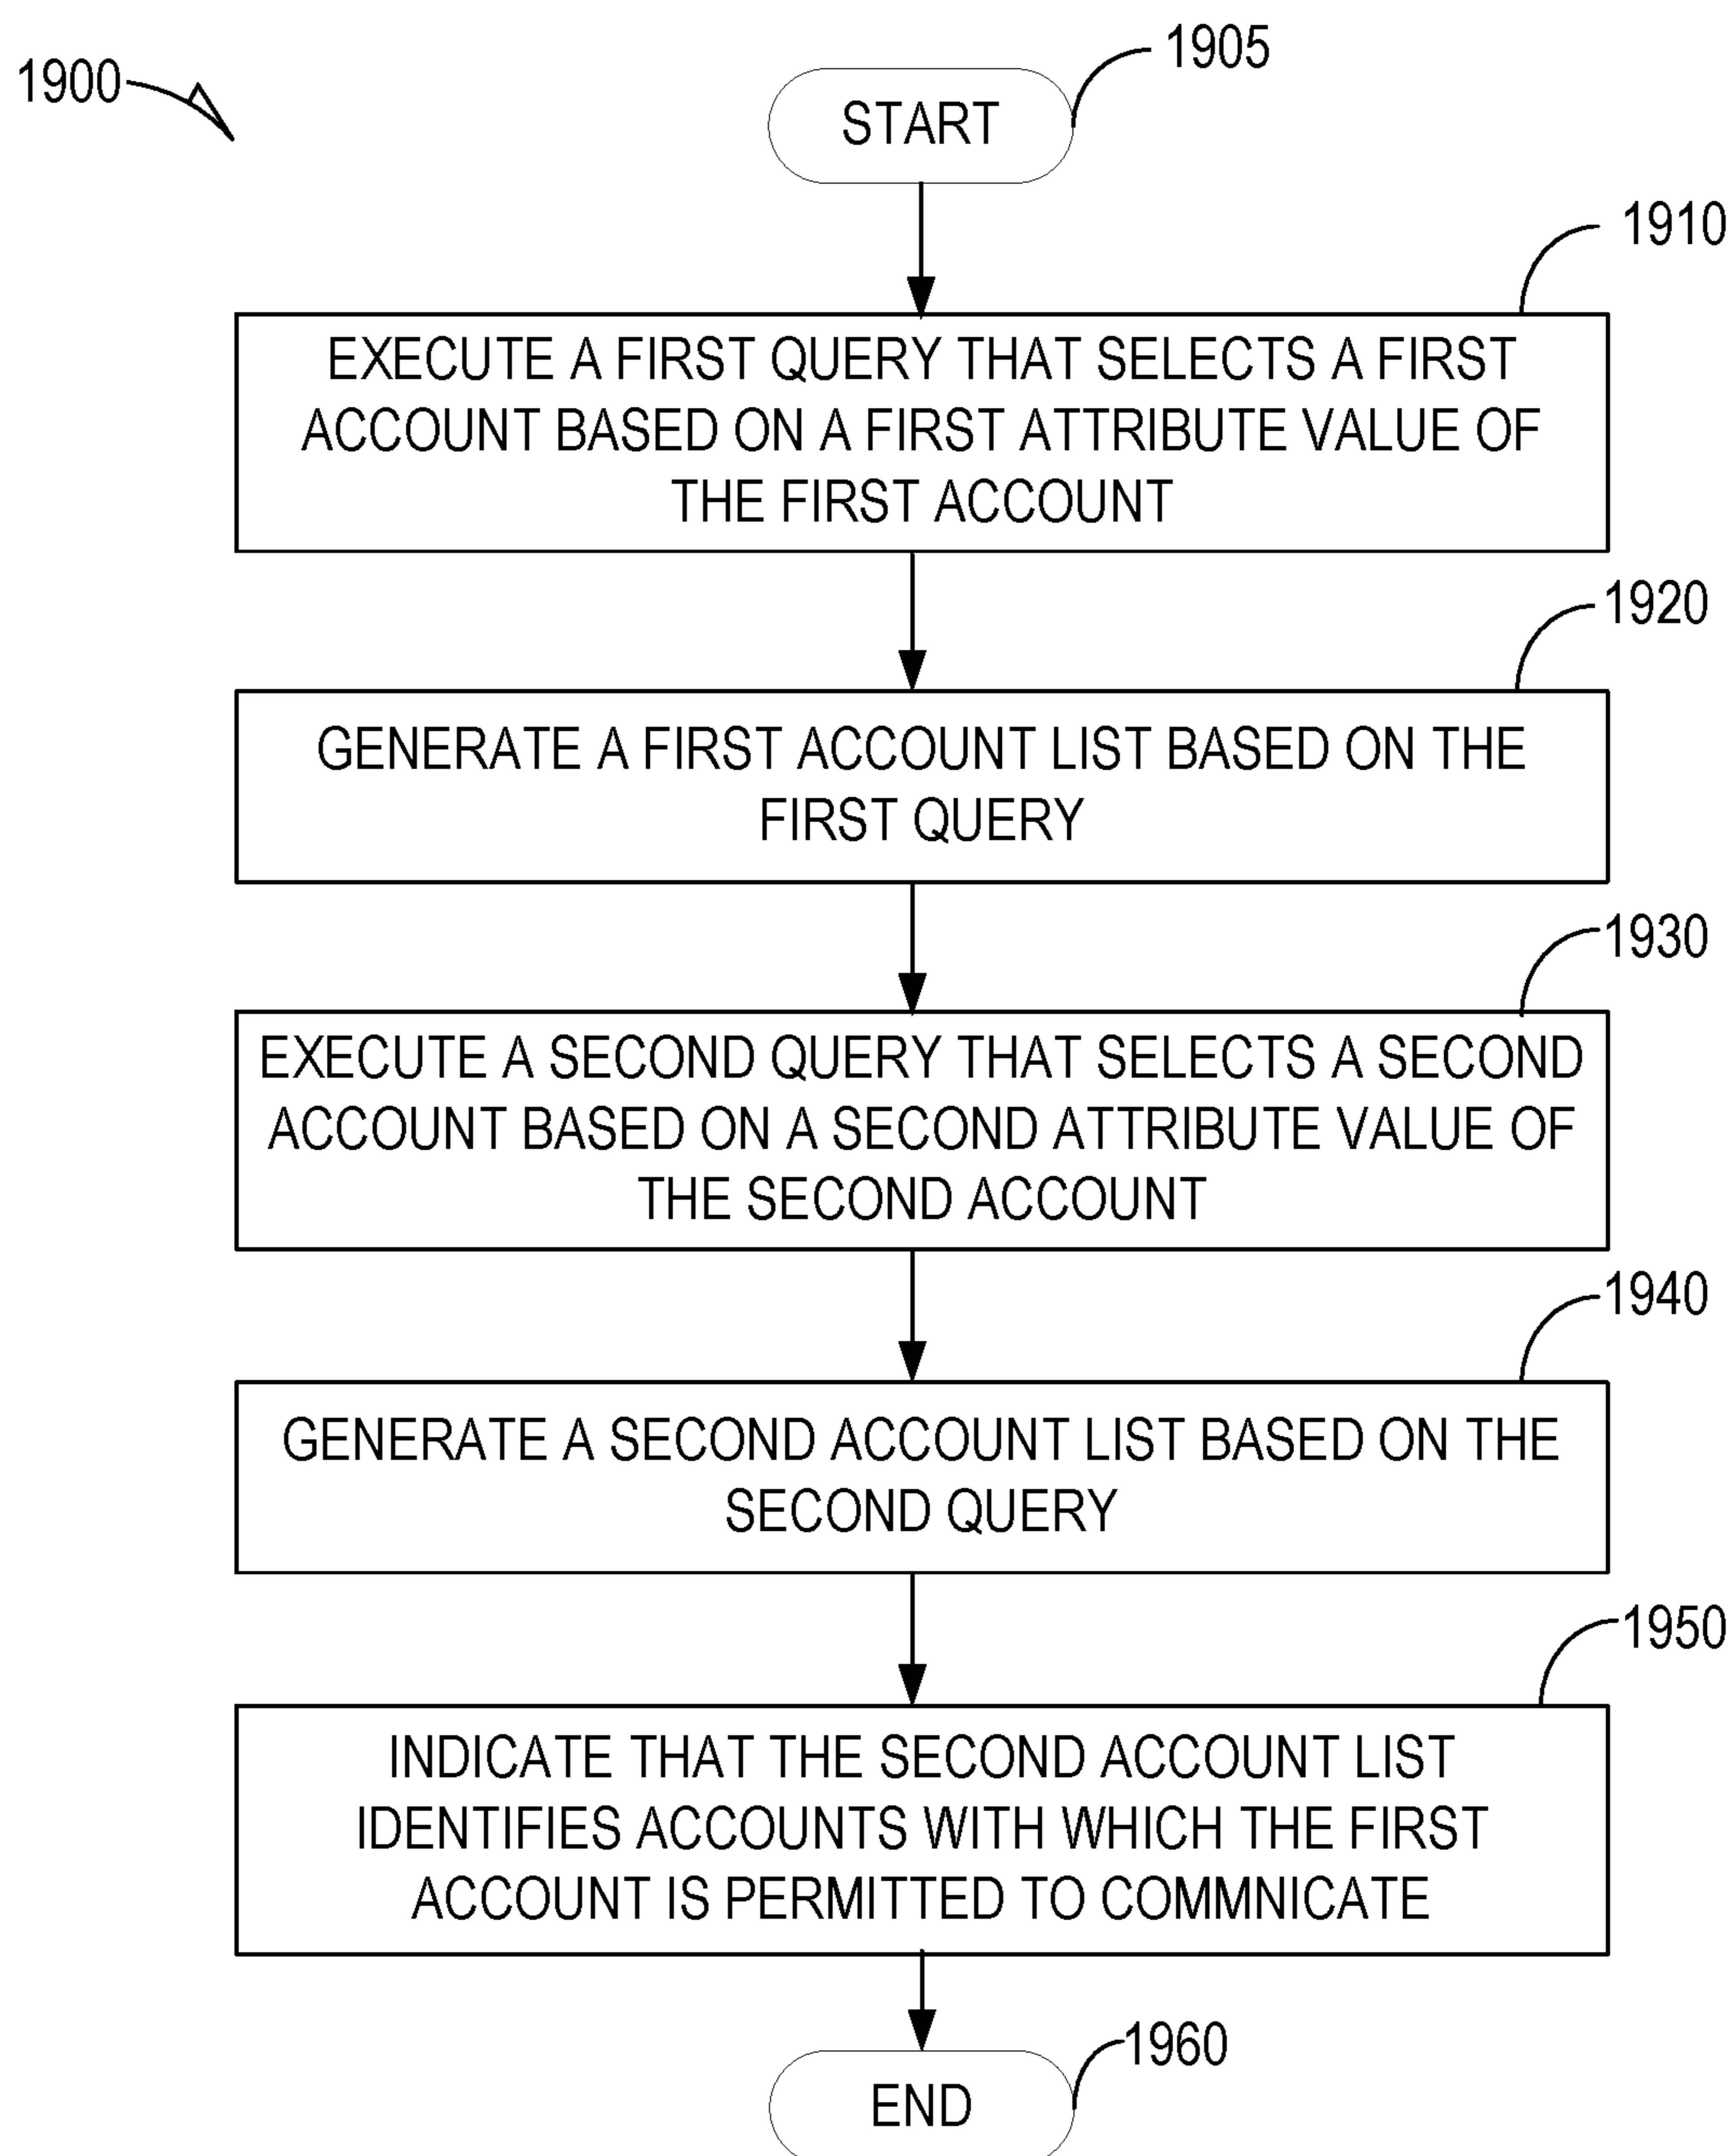 1900
1905
START
1910
EXECUTE A FIRST QUERY THAT SELECTS A FIRST
ACCOUNT BASED ON A FIRST ATTRIBUTE VALUE OF
THE FIRST ACCOUNT
1920
GENERATE A FIRST ACCOUNT LIST BASED ON THE
FIRST QUERY
1930
EXECUTE A SECOND QUERY THAT SELECTS A SECOND
ACCOUNT BASED ON A SECOND ATTRIBUTE VALUE OF
THE SECOND ACCOUNT
1940
GENERATE A SECOND ACCOUNT LIST BASED ON THE
SECOND QUERY
1950
INDICATE THAT THE SECOND ACCOUNT LIST
IDENTIFIES ACCOUNTS WITH WHICH THE FIRST
ACCOUNT IS PERMITTED TO COMMNICATE
1960
END